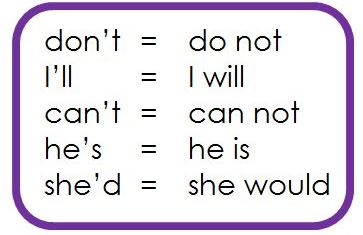 don’t = do not
I’ll = I will
can’t = can not
he’s = he is
she’d = she would